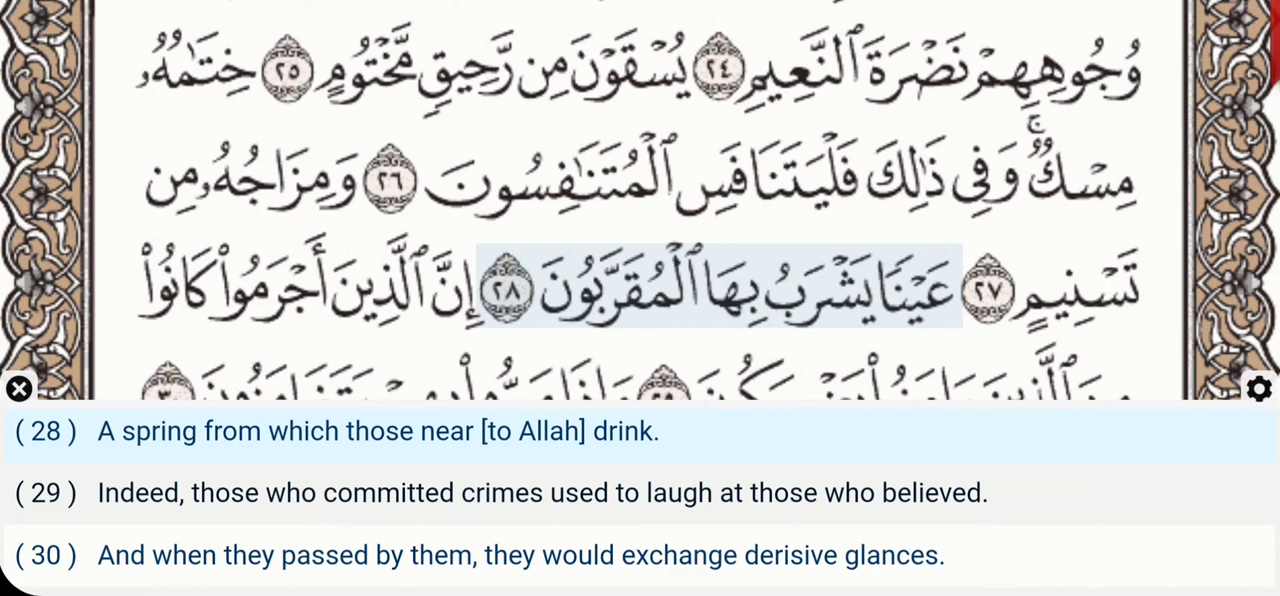 وُجُوهِهِمْ نَضْرَةَ ٱلنَّعِيمِ ٢٤ يُسْقَوْنَ مِن رَّحِيقٍ مَّخْتُومٍ ٢٥ خِتَـٰمُهُۥ
مِسْكٌ ۚ وَفِى ذَٰلِكَ فَلْيَتَنَافَسِ ٱلْمُتَنَـٰفِسُونَ ٢٦ وَمِزَاجُهُۥ مِن
تَسْنِيمٍ ٢٧ عَيْنًا يَشْرَبُ بِهَا ٱلْمُقَرَّبُونَ ٢٨ إِنَّ ٱلَّذِينَ أَجْرَمُوا۟ كَانُوا۟
( 28 ) A spring from which those near [to Allah] drink.
( 29 ) Indeed, those who committed crimes used to laugh at those who believed.
( 30 ) And when they passed by them, they would exchange derisive glances.